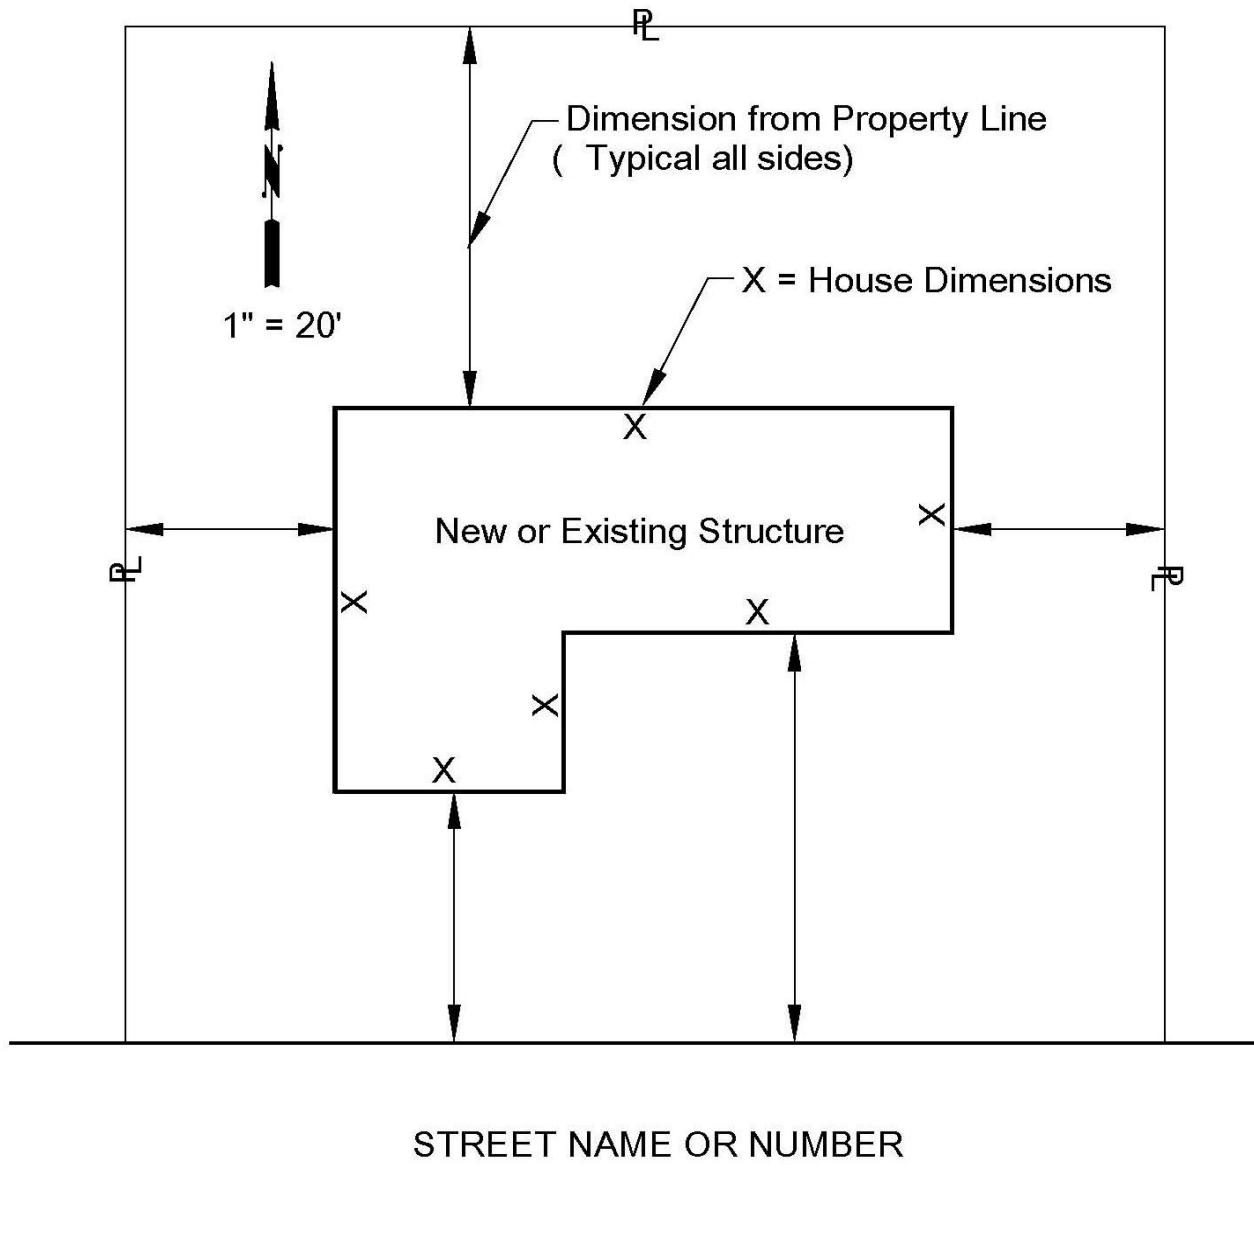 PL
Dimension from Property Line
( Typical all sides)
N
X = House Dimensions
1" = 20'
X
New or Existing Structure
X
PL
PL
X
X
X
X
STREET NAME OR NUMBER